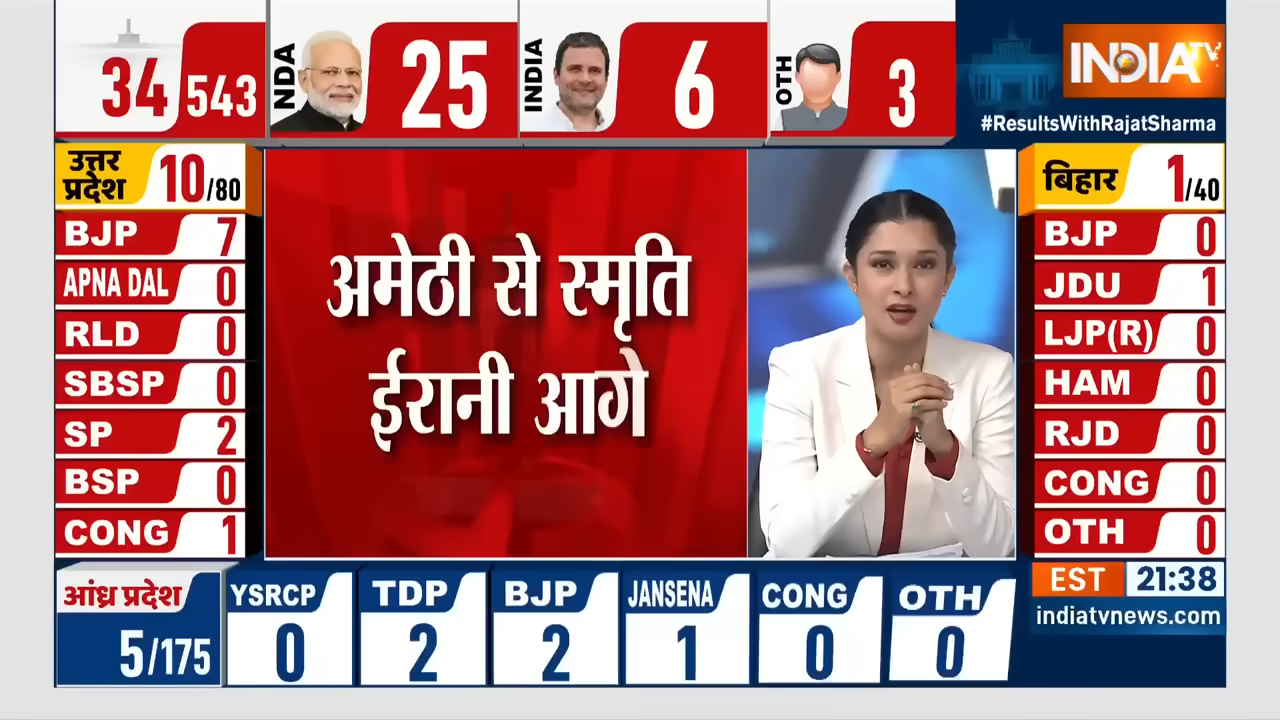 34 543
NDA 25
INDIA 6
OTH 3
INDIA TV
#ResultsWithRajatSharma
उत्तर
प्रदेश 10/80
BJP 7
APNA DAL 0
RLD 0
SBSP 0
SP 2
BSP 0
CONG 1
अमेठी से स्मृति
ईरानी आगे
बिहार 1/40
BJP 0
JDU 1
LJP(R) 0
HAM 0
RJD 0
CONG 0
OTH 0
EST 21:38
indiatvnews.com
आंध्र प्रदेश YSRCP TDP BJP JANSENA CONG OTH
5/175 0 2 2 1 0 0